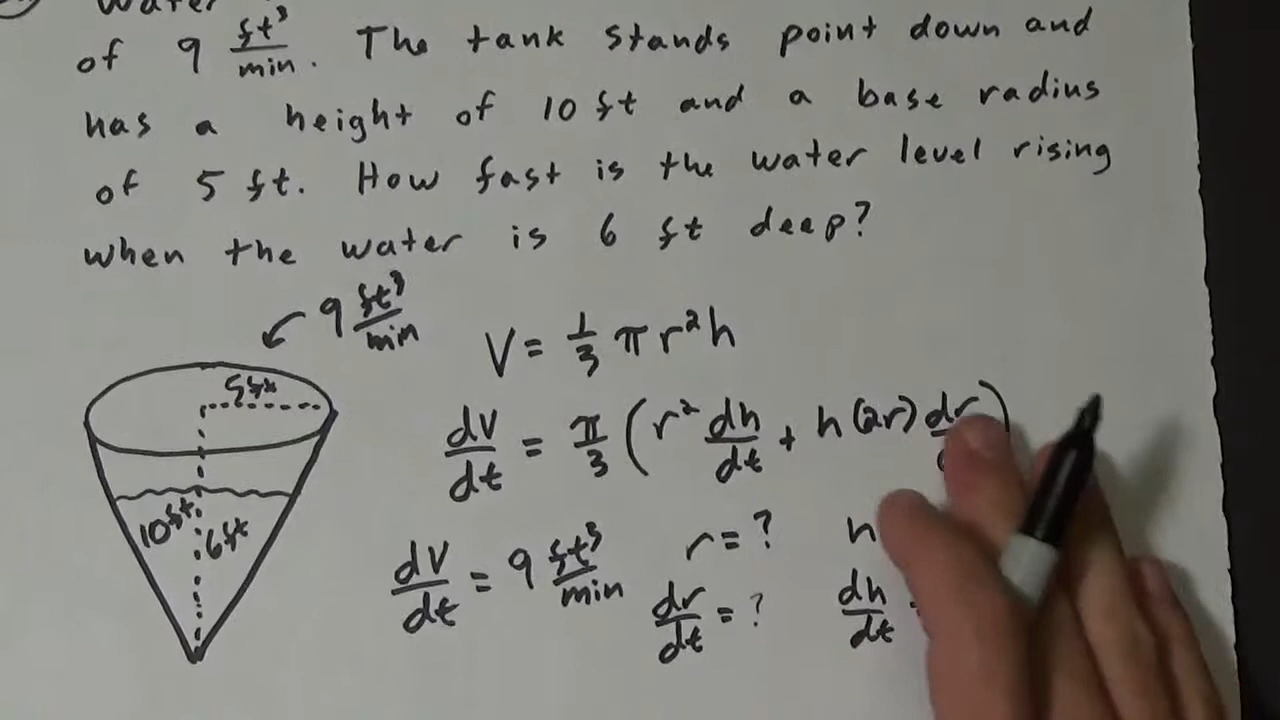 Water
of 9 ft³/min. The tank stands point down and
has a height of 10 ft and a base radius
of 5 ft. How fast is the water level rising
when the water is 6 ft deep?
9 ft³/min
5 ft
10 ft
6 ft
V = 1/3 π r²h
dV/dt = π/3 (r² dh/dt + h(2r) dr/
dV/dt = 9 ft³/min r = ? h
dr/dt = ? dh/dt